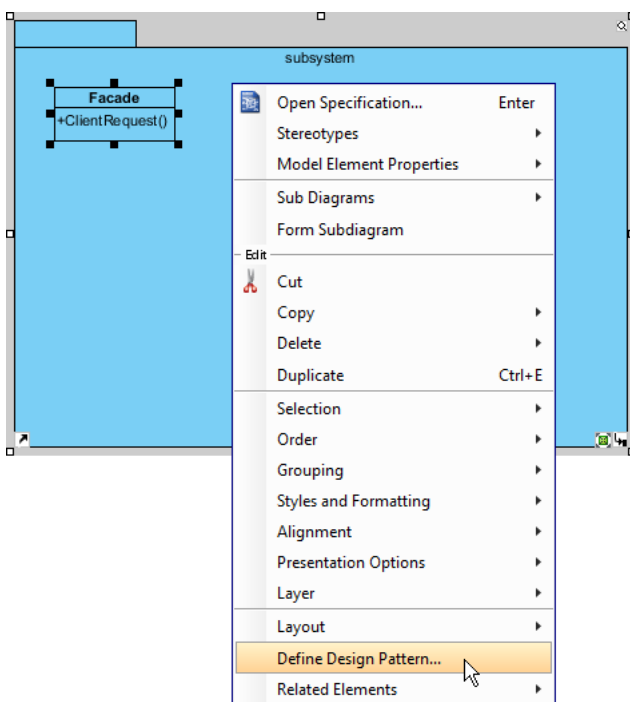 subsystem
Facade
+ClientRequest()
Open Specification... Enter
Stereotypes
Model Element Properties
Sub Diagrams
Form Subdiagram
Edit
Cut
Copy
Delete
Duplicate Ctrl+E
Selection
Order
Grouping
Styles and Formatting
Alignment
Presentation Options
Layer
Layout
Define Design Pattern...
Related Elements